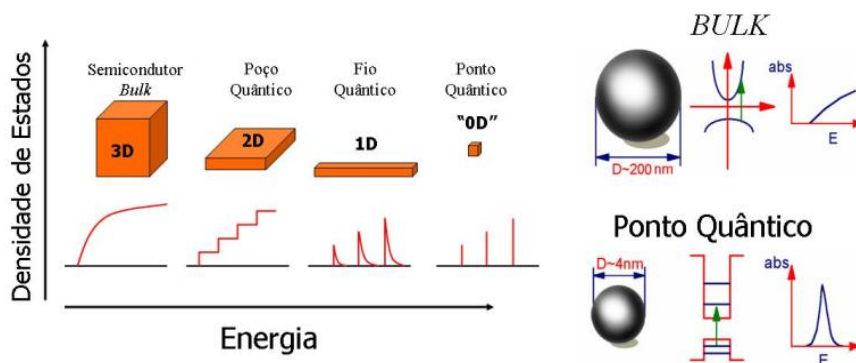 Densidade de Estados
Semicondutor
Bulk
Poço
Quântico
Fio
Quântico
Ponto
Quântico
3D
2D
1D
"0D"
Energia
BULK
D~200 nm
abs
E
Ponto Quântico
D~4nm
abs
E